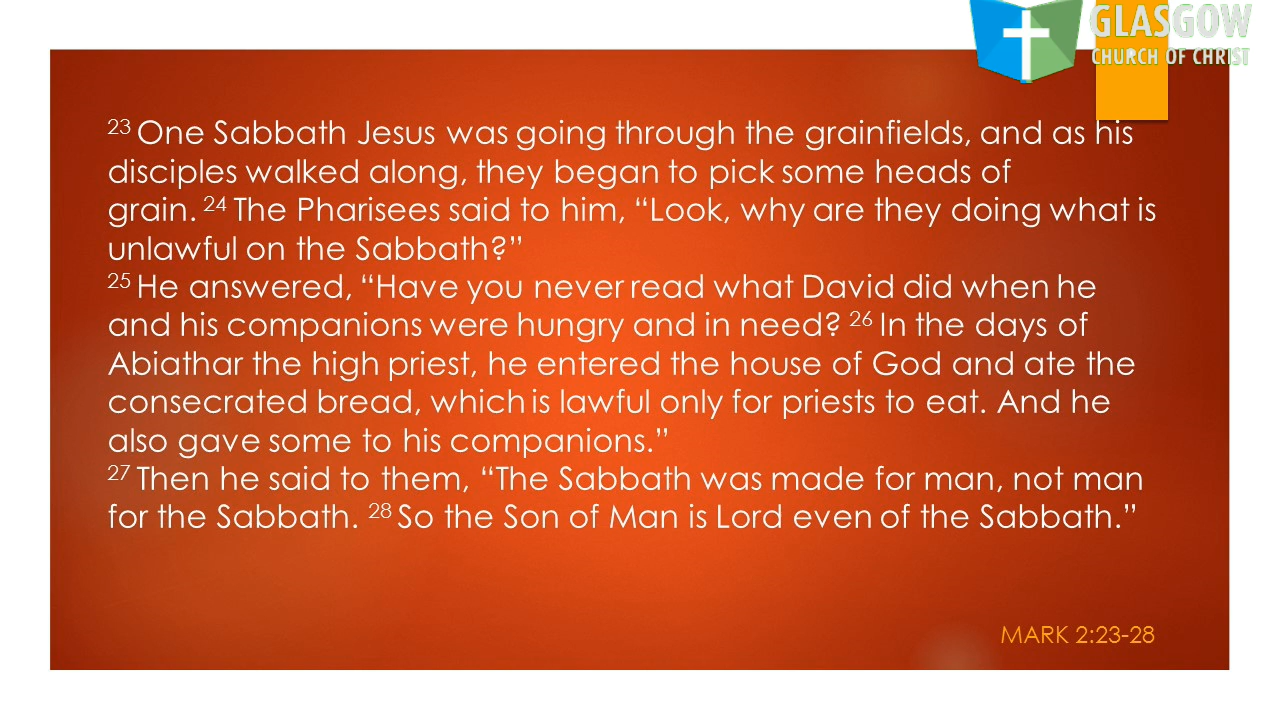 GLASGOW
CHURCH OF CHRIST
23 One Sabbath Jesus was going through the grainfields, and as his
disciples walked along, they began to pick some heads of
grain. 24 The Pharisees said to him, “Look, why are they doing what is
unlawful on the Sabbath?”
25 He answered, “Have you never read what David did when he
and his companions were hungry and in need? 26 In the days of
Abiathar the high priest, he entered the house of God and ate the
consecrated bread, which is lawful only for priests to eat. And he
also gave some to his companions.”
27 Then he said to them, “The Sabbath was made for man, not man
for the Sabbath. 28 So the Son of Man is Lord even of the Sabbath.”
MARK 2:23-28